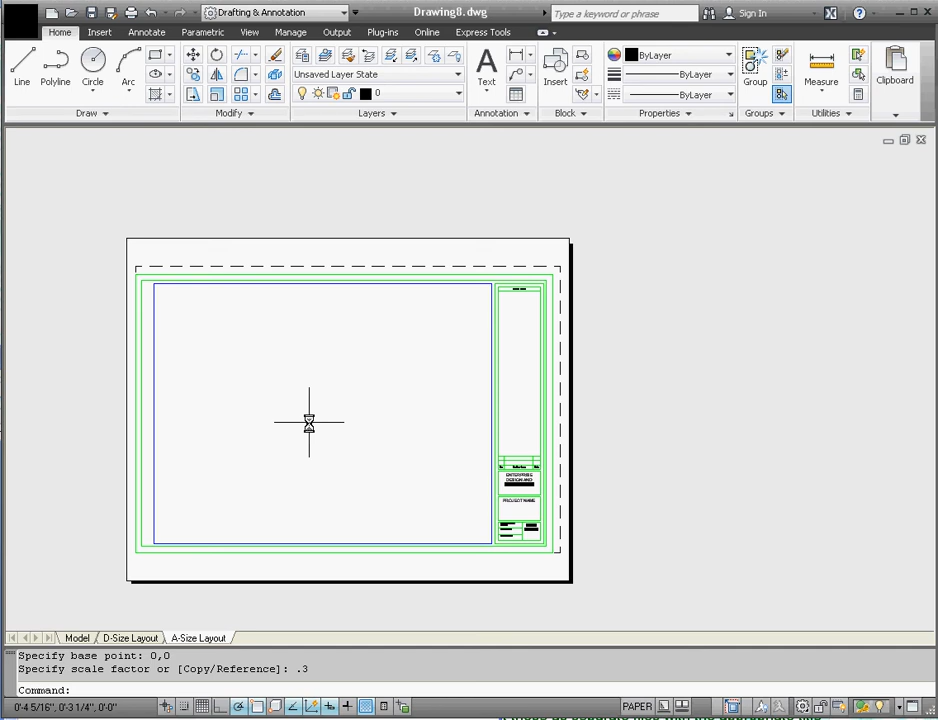 Drafting & Annotation
Drawing8.dwg
Type a keyword or phrase
Sign In
Home Insert Annotate Parametric View Manage Output Plug-ins Online Express Tools
Line Polyline Circle Arc
Unsaved Layer State
0
Text
Insert
ByLayer
ByLayer
ByLayer
Group
Measure
Clipboard
Draw Modify Layers Annotation Block Properties Groups Utilities
ENTERPRISE
DESIGN AND
PROJECT NAME
Model D-Size Layout A-Size Layout
Specify base point: 0,0
Specify scale factor or [Copy/Reference]: .3
Command:
0'-4 5/16", 0'-3 1/4", 0'-0"
PAPER